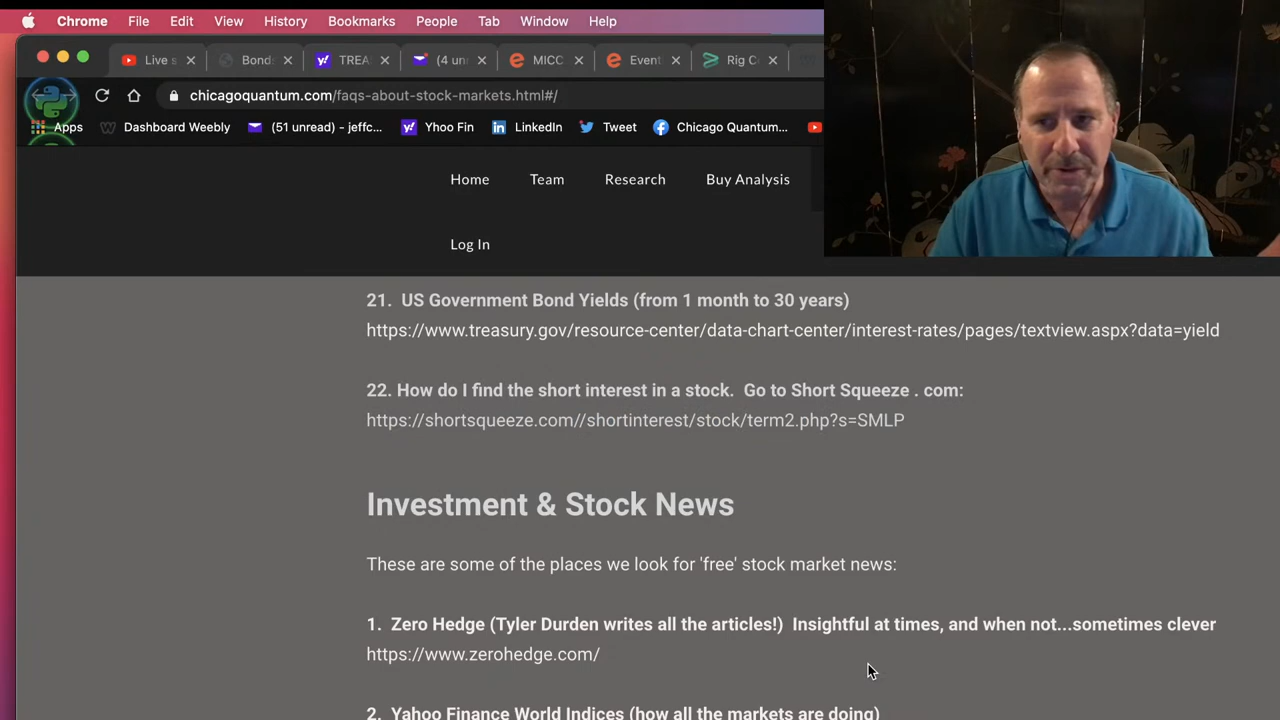 Chrome File Edit View History Bookmarks People Tab Window Help
Live s Bond TREA (4 un MICC Event Rig C
chicagoquantum.com/faqs-about-stock-markets.html#/
Apps Dashboard Weekly (51 unread) - jeffc... Yhoo Fin LinkedIn Tweet Chicago Quantum...
Home Team Research Buy Analysis
Log In
21. US Government Bond Yields (from 1 month to 30 years)
https://www.treasury.gov/resource-center/data-chart-center/interest-rates/pages/textview.aspx?data=yield
22. How do I find the short interest in a stock. Go to Short Squeeze . com:
https://shortsqueeze.com//shortinterest/stock/term2.php?s=SMLP
Investment & Stock News
These are some of the places we look for 'free' stock market news:
1. Zero Hedge (Tyler Durden writes all the articles!) Insightful at times, and when not...sometimes clever
https://www.zerohedge.com/
2. Yahoo Finance World Indices (how all the markets are doing)